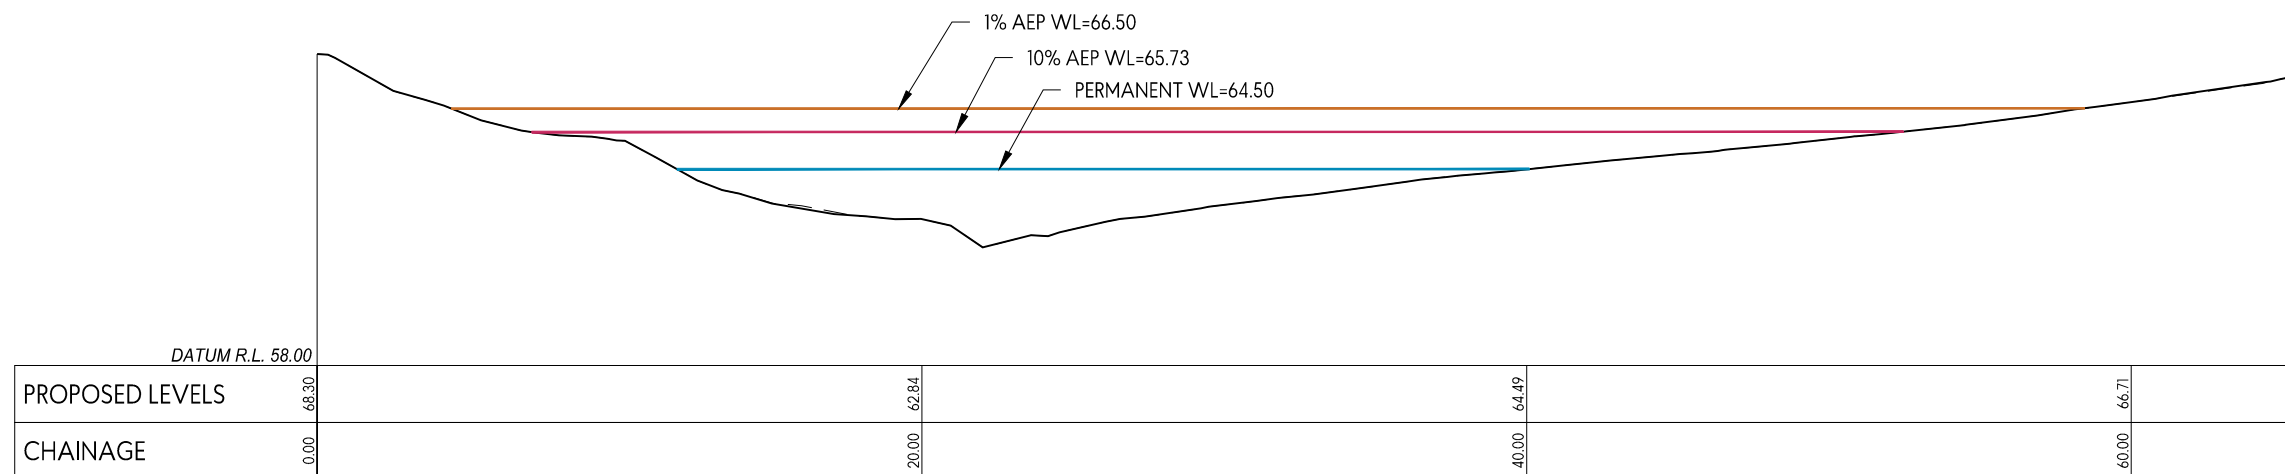 1% AEP WL=66.50
10% AEP WL=65.73
PERMANENT WL=64.50
DATUM R.L. 58.00
PROPOSED LEVELS 68.30 62.84 64.49 66.71
CHAINAGE 0.00 20.00 40.00 60.00